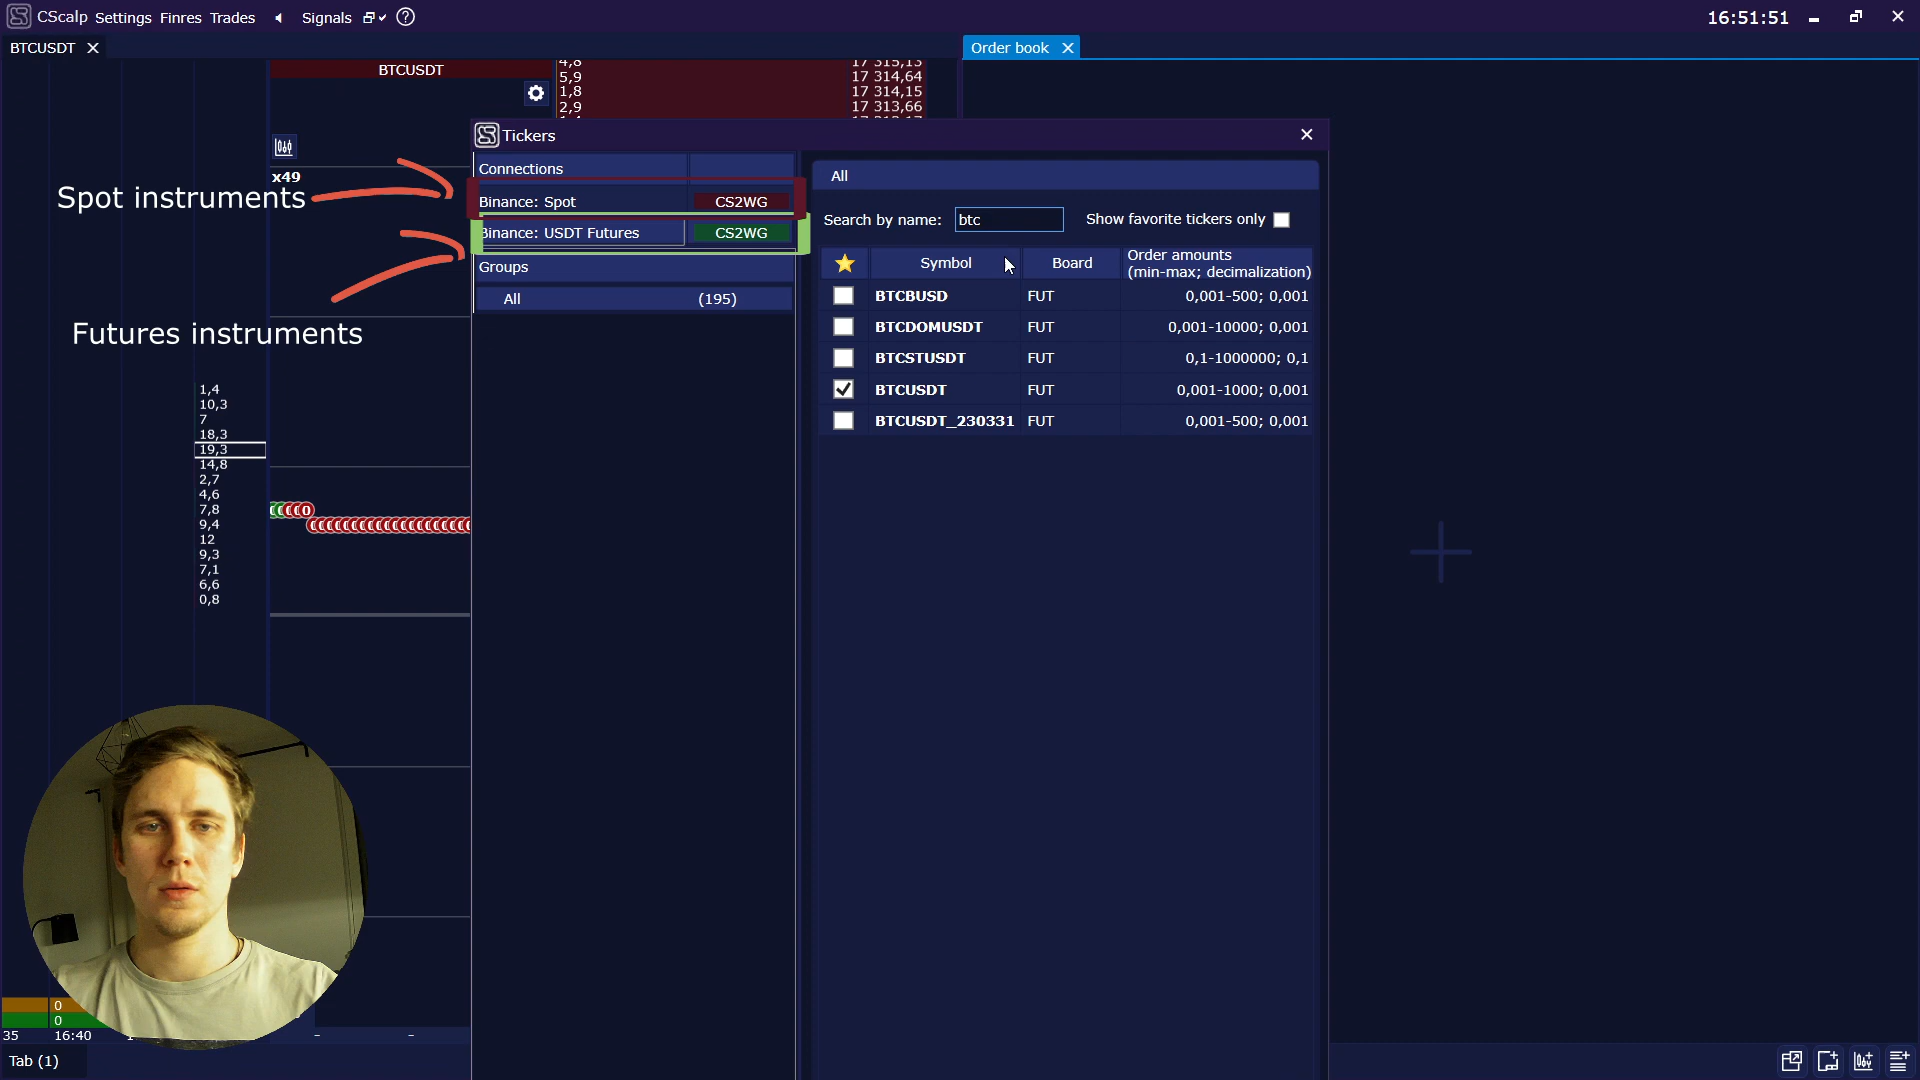 CScalp Settings Finres Trades Signals 16:51:51
BTCUSDT
Order book
BTCUSDT
4,8 17 315,13
5,9 17 314,64
1,8 17 314,15
2,9 17 313,66
x49
Spot instruments
Futures instruments
1,4
10,3
7
18,3
19,3
14,8
2,7
4,6
7,8
9,4
12
9,3
7,1
6,6
0,8
Tickers
Connections
Binance: Spot CS2WG
Binance: USDT Futures CS2WG
Groups
All (195)
All
Search by name: btc Show favorite tickers only
Symbol Board Order amounts
(min-max; decimalization)
BTCBUSD FUT 0,001-500; 0,001
BTCDOMUSDT FUT 0,001-10000; 0,001
BTCSTUSDT FUT 0,1-1000000; 0,1
BTCUSDT FUT 0,001-1000; 0,001
BTCUSDT_230331 FUT 0,001-500; 0,001
0
0
35 16:40
Tab (1)